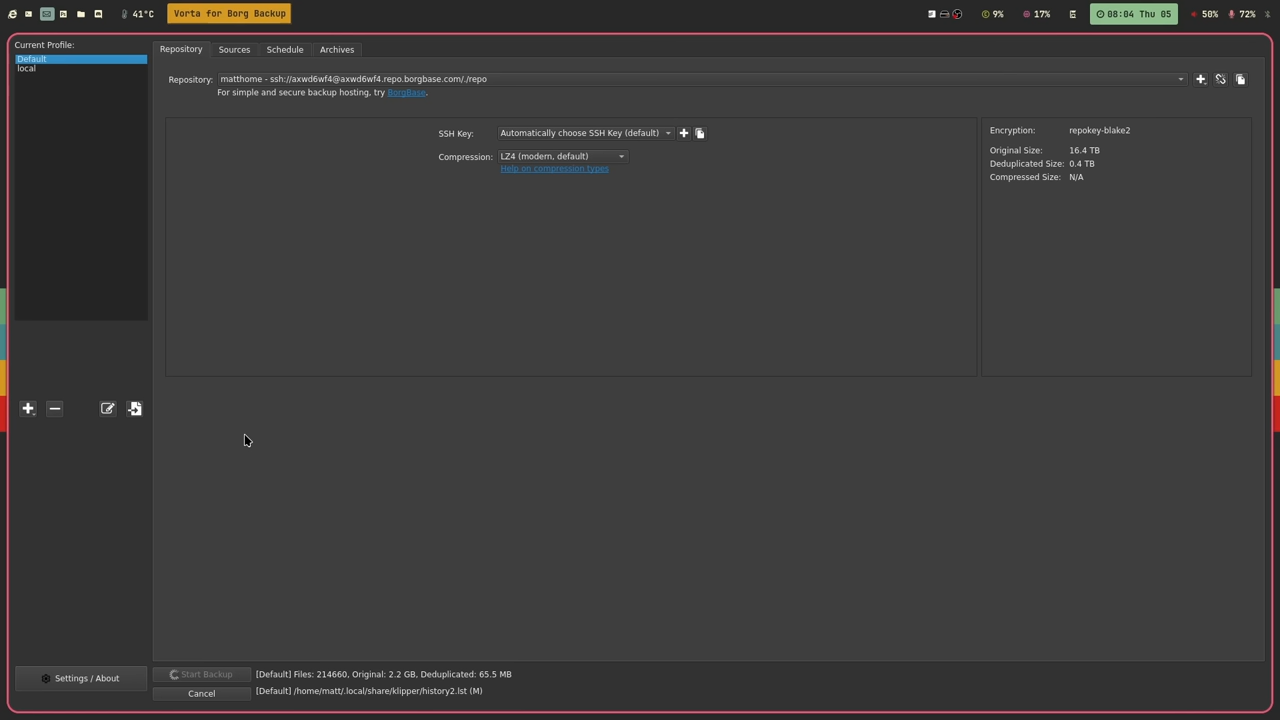 41°C
Vorta for Borg Backup
9%
17%
08:04 Thu 05
50%
72%
Current Profile:
Default
local
Repository
Sources
Schedule
Archives
Repository: matthome - ssh://axwd6wf4@axwd6wf4.repo.borgbase.com/./repo
For simple and secure backup hosting, try BorgBase.
SSH Key: Automatically choose SSH Key (default)
Compression: LZ4 (modern, default)
Help on compression types
Encryption: repokey-blake2
Original Size: 16.4 TB
Deduplicated Size: 0.4 TB
Compressed Size: N/A
Settings / About
Start Backup
[Default] Files: 214660, Original: 2.2 GB, Deduplicated: 65.5 MB
Cancel
[Default] /home/matt/.local/share/klipper/history2.lst (M)